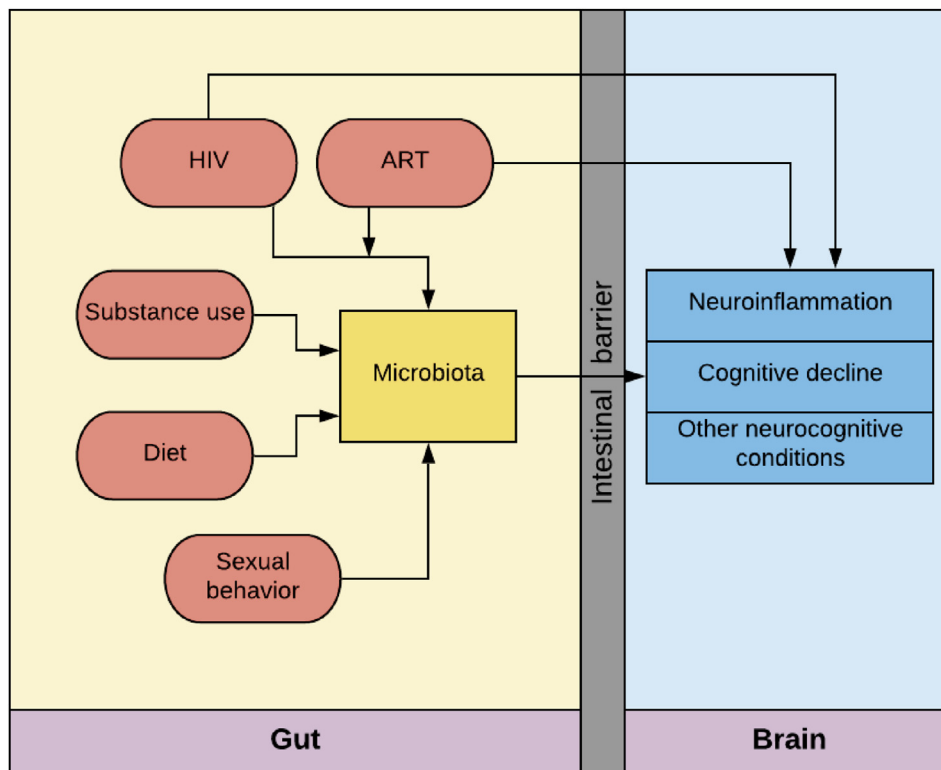 HIV
ART
Substance use
Diet
Sexual
behavior
Microbiota
Intestinal barrier
Neuroinflammation
Cognitive decline
Other neurocognitive
conditions
Gut
Brain